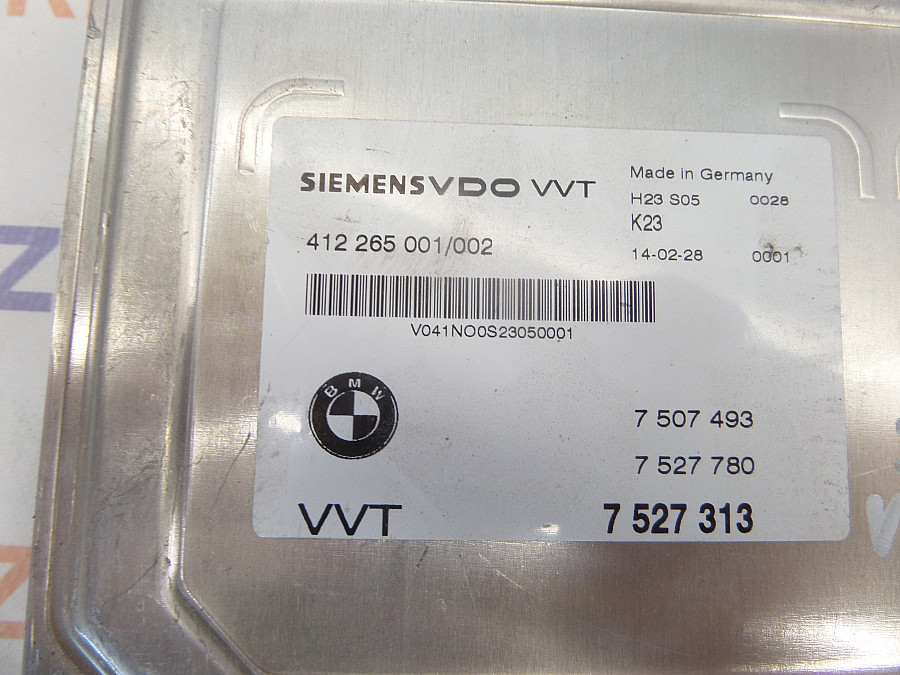 SIEMENSVDO VVT
Made in Germany
H23 S05 0028
K23
412 265 001/002
14-02-28 0001
V041NO0S23050001
BMW
7 507 493
7 527 780
VVT 7 527 313
Z
Z